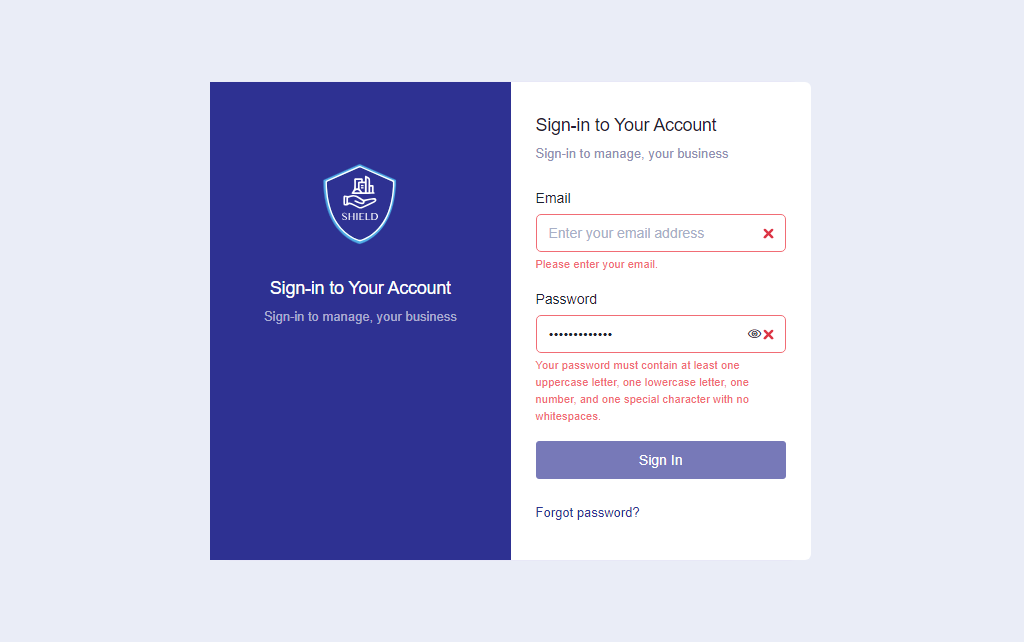 SHIELD
Sign-in to Your Account
Sign-in to manage, your business
Sign-in to Your Account
Sign-in to manage, your business
Email
Enter your email address
Please enter your email.
Password
••••••••••••
Your password must contain at least one
uppercase letter, one lowercase letter, one
number, and one special character with no
whitespaces.
Sign In
Forgot password?